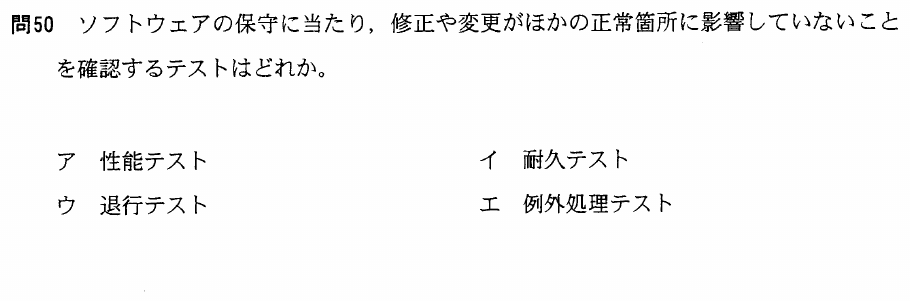 問50 ソフトウェアの保守に当たり，修正や変更がほかの正常箇所に影響していないこと
を確認するテストはどれか。
ア 性能テスト イ 耐久テスト
ウ 退行テスト エ 例外処理テスト